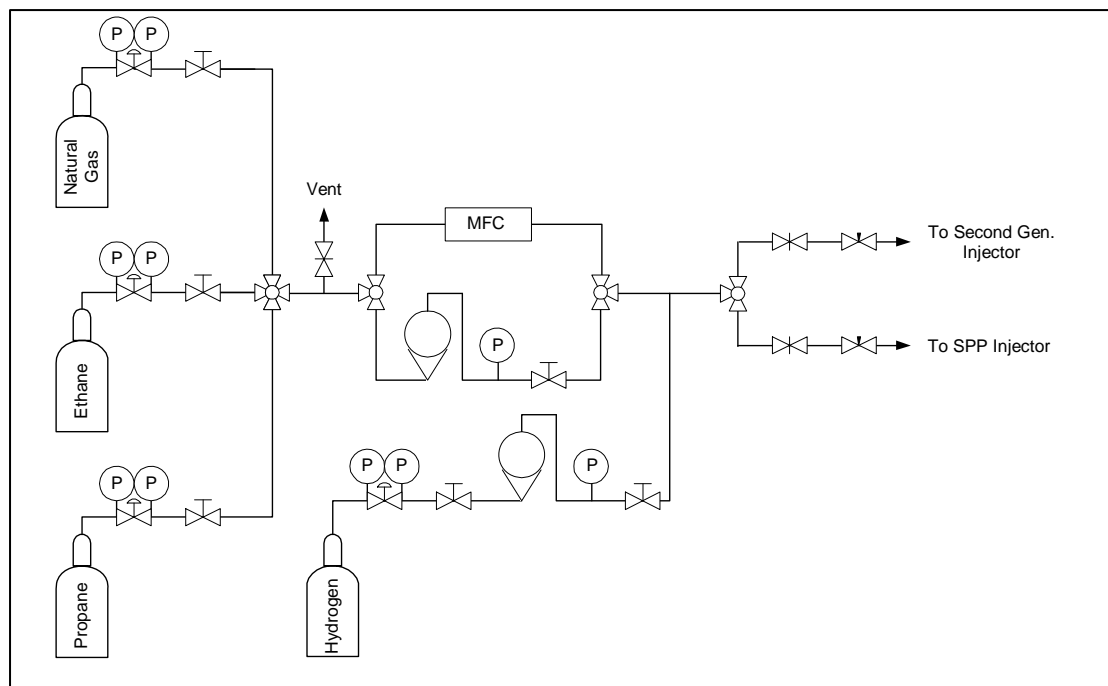 P P
Natural
Gas
Vent
MFC
To Second Gen.
Injector
P P
Ethane
P
To SPP Injector
P P
Propane
P P
P
Hydrogen